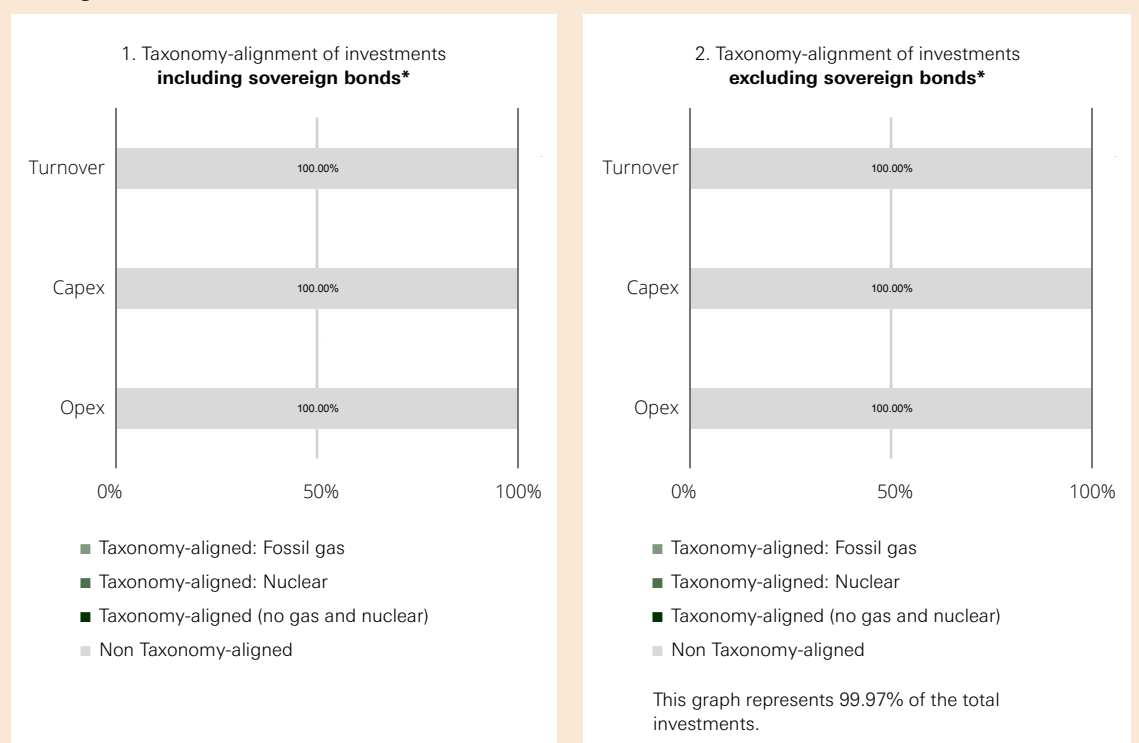 1. Taxonomy-alignment of investments
including sovereign bonds*
Turnover
100.00%
Capex
100.00%
Opex
100.00%
0%
50%
100%
Taxonomy-aligned: Fossil gas
Taxonomy-aligned: Nuclear
Taxonomy-aligned (no gas and nuclear)
Non Taxonomy-aligned
2. Taxonomy-alignment of investments
excluding sovereign bonds*
Turnover
100.00%
Capex
100.00%
Opex
100.00%
0%
50%
100%
Taxonomy-aligned: Fossil gas
Taxonomy-aligned: Nuclear
Taxonomy-aligned (no gas and nuclear)
Non Taxonomy-aligned
This graph represents 99.97% of the total
investments.